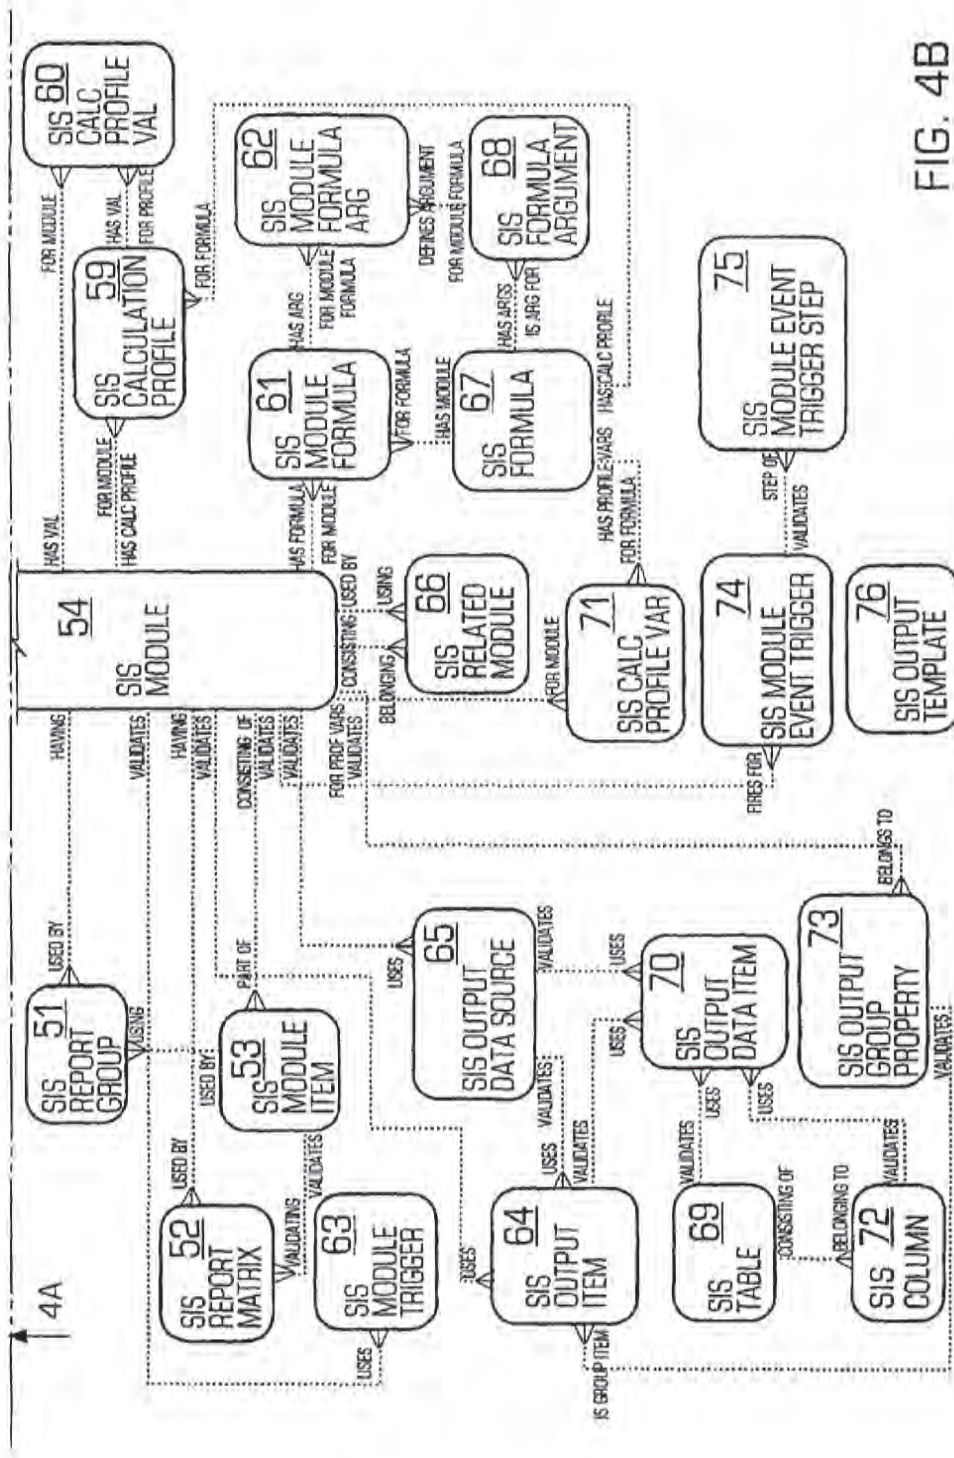 4A
SIS 51
REPORT
GROUP
USED BY
HAVING
SIS 52
REPORT
MATRIX
USED BY
HAVING
SIS 53
MODULE
ITEM
PART OF
CONSISTING OF
USED BY
USING
VALIDATING
VALIDATES
SIS 63
MODULE
TRIGGER
USES
VALIDATES
VALIDATES
VALIDATES
VALIDATES
54
SIS
MODULE
HAS VAL
FOR MODULE
SIS 60
CALC
PROFILE
VAL
HAS VAL
FOR PROFILE
SIS 59
CALCULATION
PROFILE
FOR MODULE
HAS CALC PROFILE
FOR FORMULA
SIS 61
MODULE
FORMULA
HAS FORMULA
FOR MODULE
HAS ARG
FOR MODULE
FORMULA
SIS 62
MODULE
FORMULA
ARG
FOR FORMULA
HAS MODULE
DEFINES ARGUMENT
FOR MODULE FORMULA
67
SIS
FORMULA
HAS ARGS
IS ARG FOR
SIS 68
FORMULA
ARGUMENT
HAS CALC PROFILE
HAS PROFILE VARS
FOR FORMULA
CONSISTING USED BY
BELONGING
USING
SIS 66
RELATED
MODULE
FOR PROF VARS
VALIDATES
FOR MODULE
71
SIS CALC
PROFILE VAR
FIRES FOR
74
SIS MODULE
EVENT TRIGGER
STEP OF
VALIDATES
75
SIS
MODULE EVENT
TRIGGER STEP
76
SIS OUTPUT
TEMPLATE
USES
SIS 64
OUTPUT
ITEM
USES
VALIDATES
VALIDATES
USES
IS GROUP ITEM
USES
65
SIS OUTPUT
DATA SOURCE
VALIDATES
USES
SIS 70
OUTPUT
DATA ITEM
USES
USES
VALIDATES
SIS 69
TABLE
CONSISTING OF
BELONGING TO
SIS 72
COLUMN
VALIDATES
73
SIS OUTPUT
GROUP
PROPERTY
BELONGS TO
VALIDATES
FIG. 4B